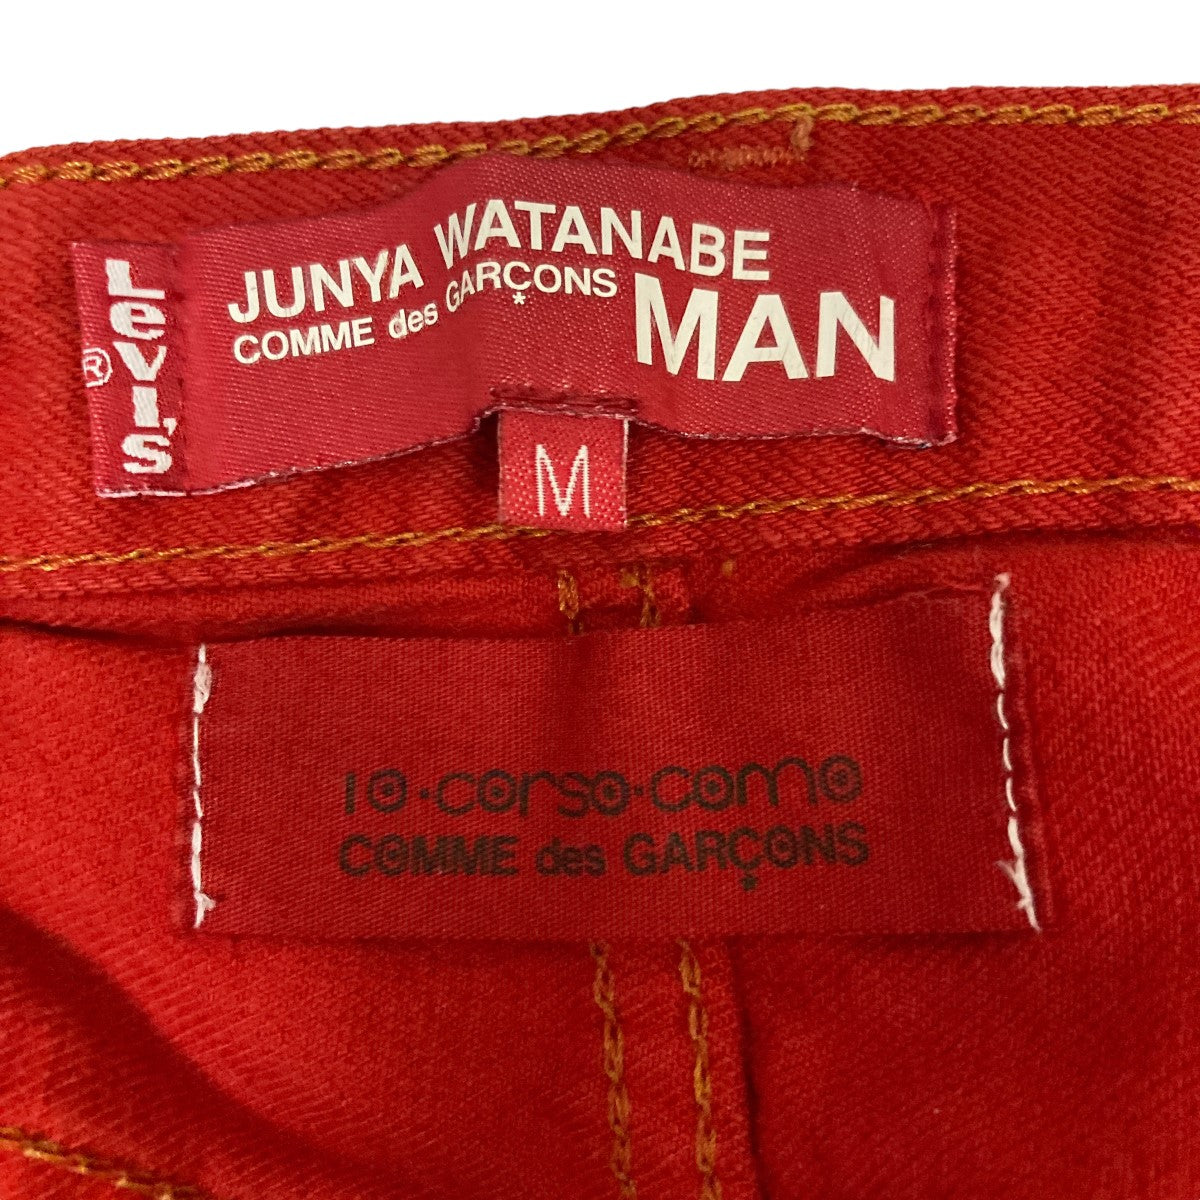 LEVI'S ®
JUNYA WATANABE
COMME des GARÇONS * MAN
M
10·corso·como
COMME des GARÇONS *